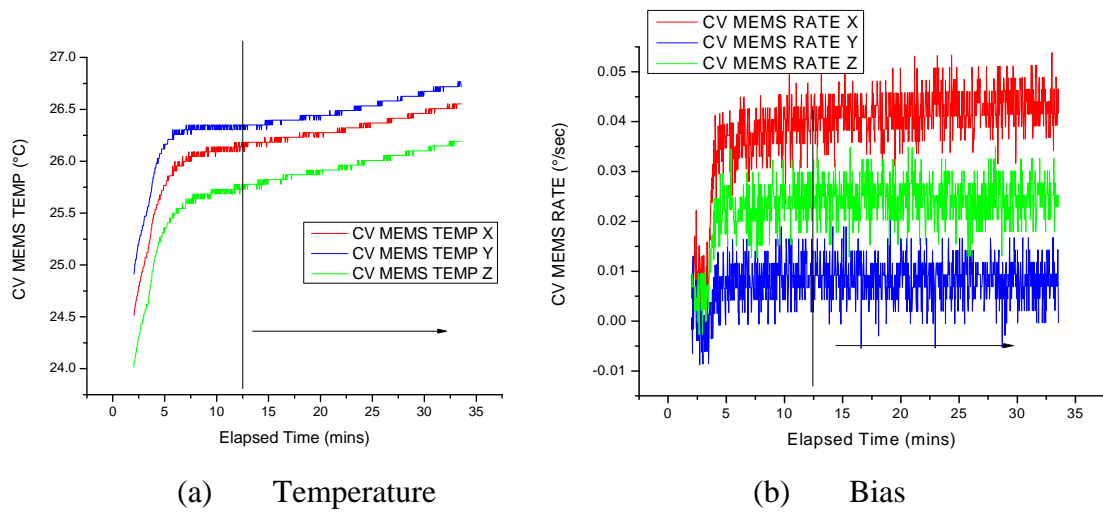 27.0
26.5
26.0
25.5
25.0
24.5
24.0
CV MEMS TEMP (°C)
CV MEMS TEMP X
CV MEMS TEMP Y
CV MEMS TEMP Z
0 5 10 15 20 25 30 35
Elapsed Time (mins)
(a) Temperature
CV MEMS RATE X
CV MEMS RATE Y
CV MEMS RATE Z
0.05
0.04
0.03
0.02
0.01
0.00
-0.01
CV MEMS RATE (°/sec)
0 5 10 15 20 25 30 35
Elapsed Time (mins)
(b) Bias